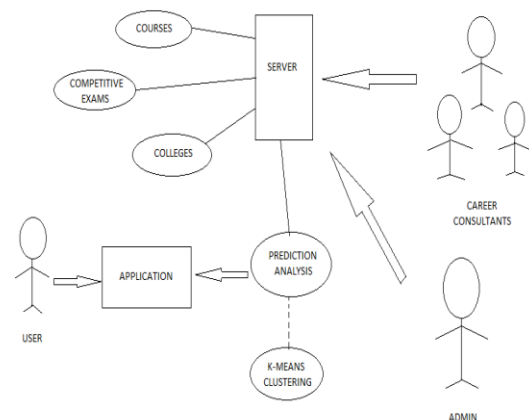 COURSES
SERVER
COMPETITIVE
EXAMS
COLLEGES
CAREER
CONSULTANTS
PREDICTION
ANALYSIS
APPLICATION
USER
K-MEANS
CLUSTERING
ADMIN